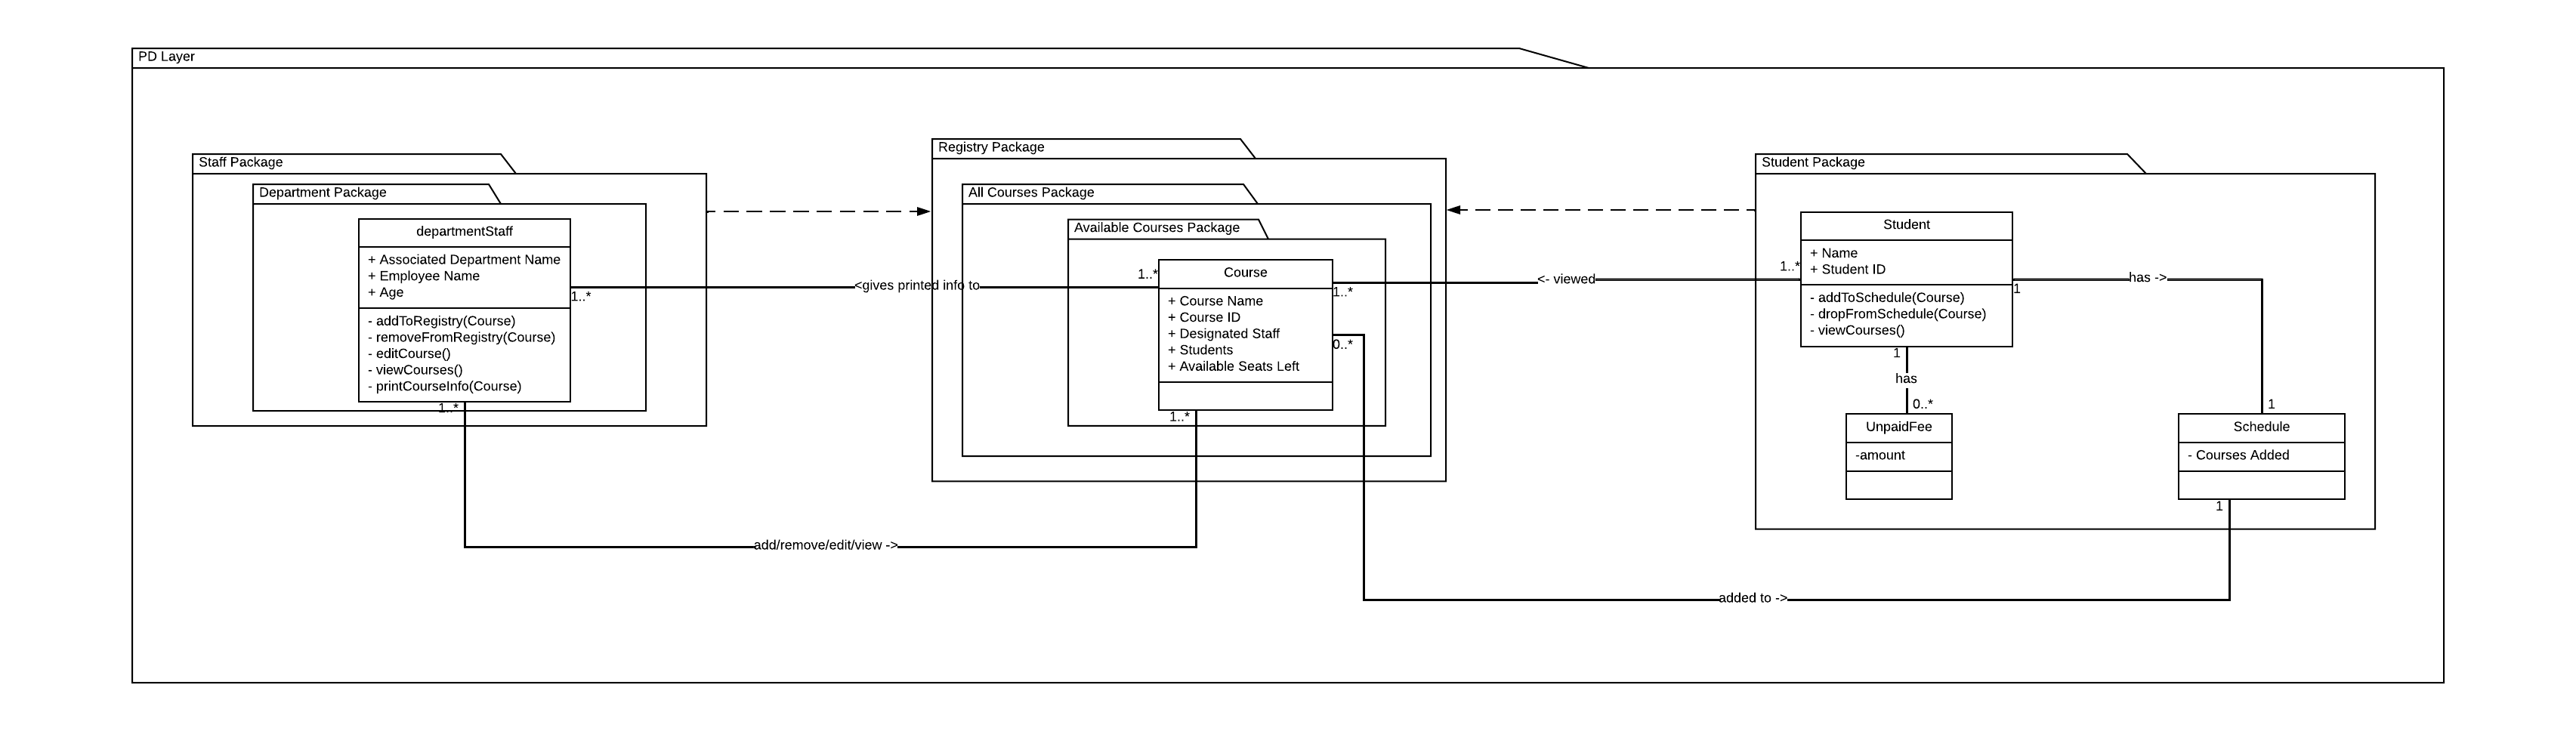 PD Layer
Staff Package
Department Package
departmentStaff
+ Associated Department Name
+ Employee Name
+ Age
- addToRegistry(Course)
- removeFromRegistry(Course)
- editCourse()
- viewCourses()
- printCourseInfo(Course)
1..*
1..*
<gives printed info to
add/remove/edit/view ->
Registry Package
All Courses Package
Available Courses Package
1..*
Course
+ Course Name
+ Course ID
+ Designated Staff
+ Students
+ Available Seats Left
1..*
0..*
1..*
<- viewed
added to ->
Student Package
1..*
Student
+ Name
+ Student ID
- addToSchedule(Course)
- dropFromSchedule(Course)
- viewCourses()
1
has ->
1
has
0..*
1
UnpaidFee
-amount
Schedule
- Courses Added
1